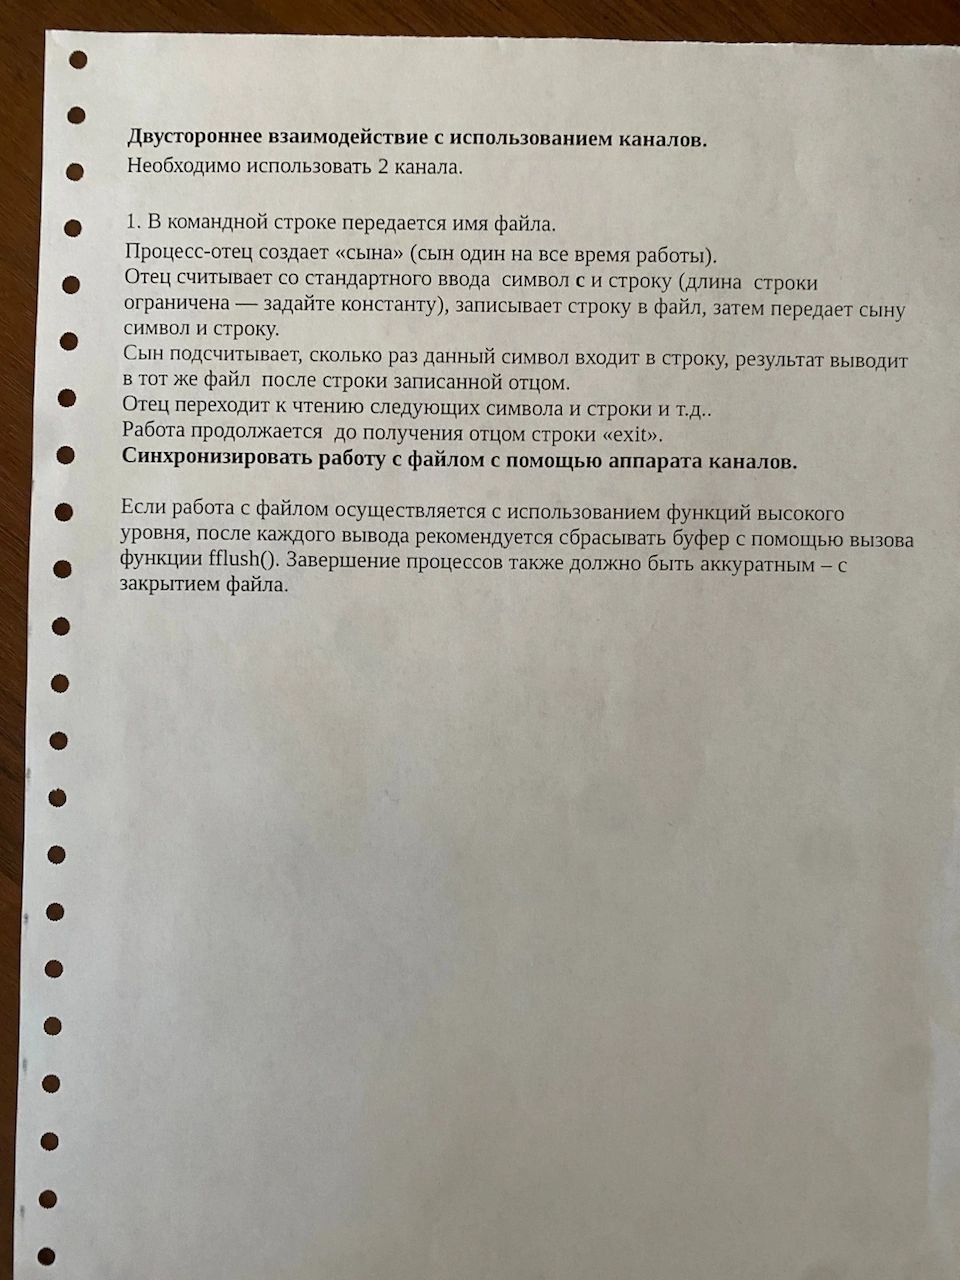 Двустороннее взаимодействие с использованием каналов.
Необходимо использовать 2 канала.
1. В командной строке передается имя файла.
Процесс-отец создает «сына» (сын один на все время работы).
Отец считывает со стандартного ввода символ с и строку (длина строки
ограничена — задайте константу), записывает строку в файл, затем передает сыну
символ и строку.
Сын подсчитывает, сколько раз данный символ входит в строку, результат выводит
в тот же файл после строки записанной отцом.
Отец переходит к чтению следующих символа и строки и т.д..
Работа продолжается до получения отцом строки «exit».
Синхронизировать работу с файлом с помощью аппарата каналов.
Если работа с файлом осуществляется с использованием функций высокого
уровня, после каждого вывода рекомендуется сбрасывать буфер с помощью вызова
функции fflush(). Завершение процессов также должно быть аккуратным – с
закрытием файла.